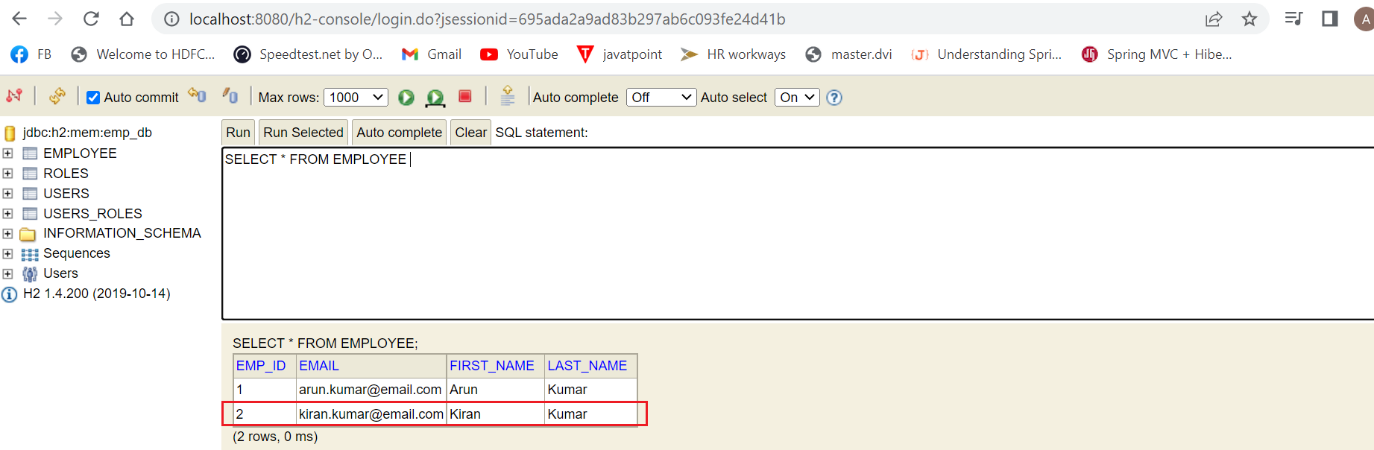 localhost:8080/h2-console/login.do?jsessionid=695ada2a9ad83b297ab6c093fe24d41b A
FB Welcome to HDFC... Speedtest.net by O... Gmail YouTube javatpoint HR workways master.dvi {J} Understanding Spri... Spring MVC + Hibe...
Auto commit Max rows: 1000 Auto complete Off Auto select On ?
jdbc:h2:mem:emp_db
EMPLOYEE
ROLES
USERS
USERS_ROLES
INFORMATION_SCHEMA
Sequences
Users
H2 1.4.200 (2019-10-14)
Run Run Selected Auto complete Clear SQL statement:
SELECT * FROM EMPLOYEE
SELECT * FROM EMPLOYEE;
EMP_ID EMAIL FIRST_NAME LAST_NAME
1 arun.kumar@email.com Arun Kumar
2 kiran.kumar@email.com Kiran Kumar
(2 rows, 0 ms)